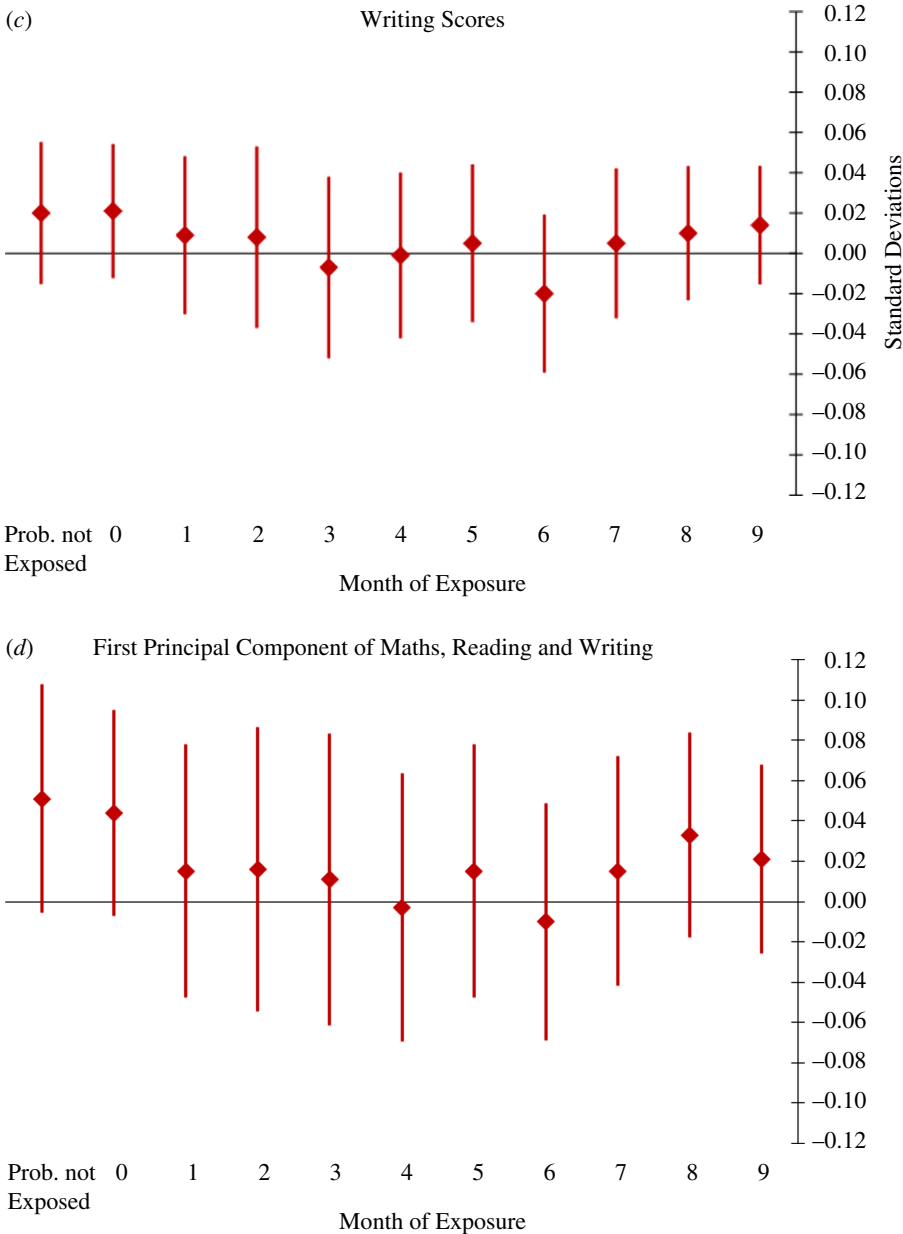 (c) Writing Scores
0.12
0.10
0.08
0.06
0.04
0.02
0.00
–0.02
–0.04
–0.06
–0.08
–0.10
–0.12
Standard Deviations
Prob. not 0 1 2 3 4 5 6 7 8 9
Exposed
Month of Exposure
(d) First Principal Component of Maths, Reading and Writing
0.12
0.10
0.08
0.06
0.04
0.02
0.00
–0.02
–0.04
–0.06
–0.08
–0.10
–0.12
Prob. not 0 1 2 3 4 5 6 7 8 9
Exposed
Month of Exposure